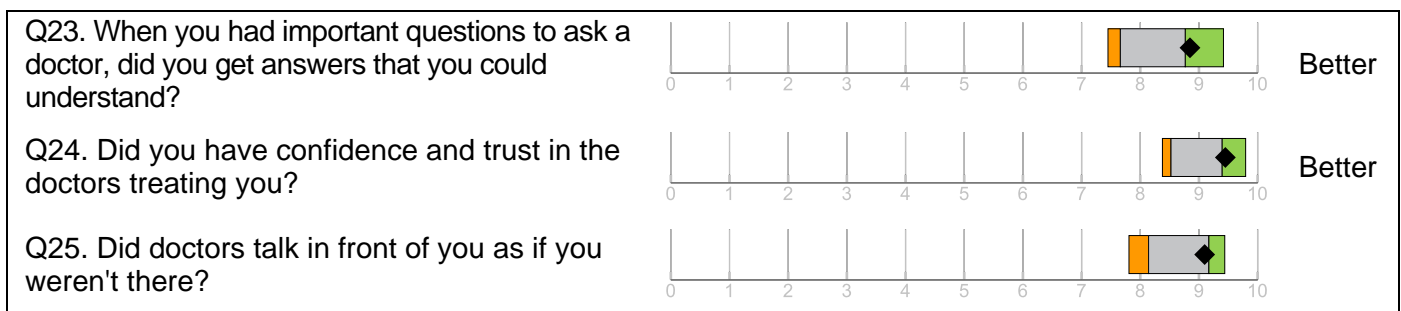 Q23. When you had important questions to ask a
doctor, did you get answers that you could
understand?
0 1 2 3 4 5 6 7 8 9 10
Better
Q24. Did you have confidence and trust in the
doctors treating you?
0 1 2 3 4 5 6 7 8 9 10
Better
Q25. Did doctors talk in front of you as if you
weren't there?
0 1 2 3 4 5 6 7 8 9 10